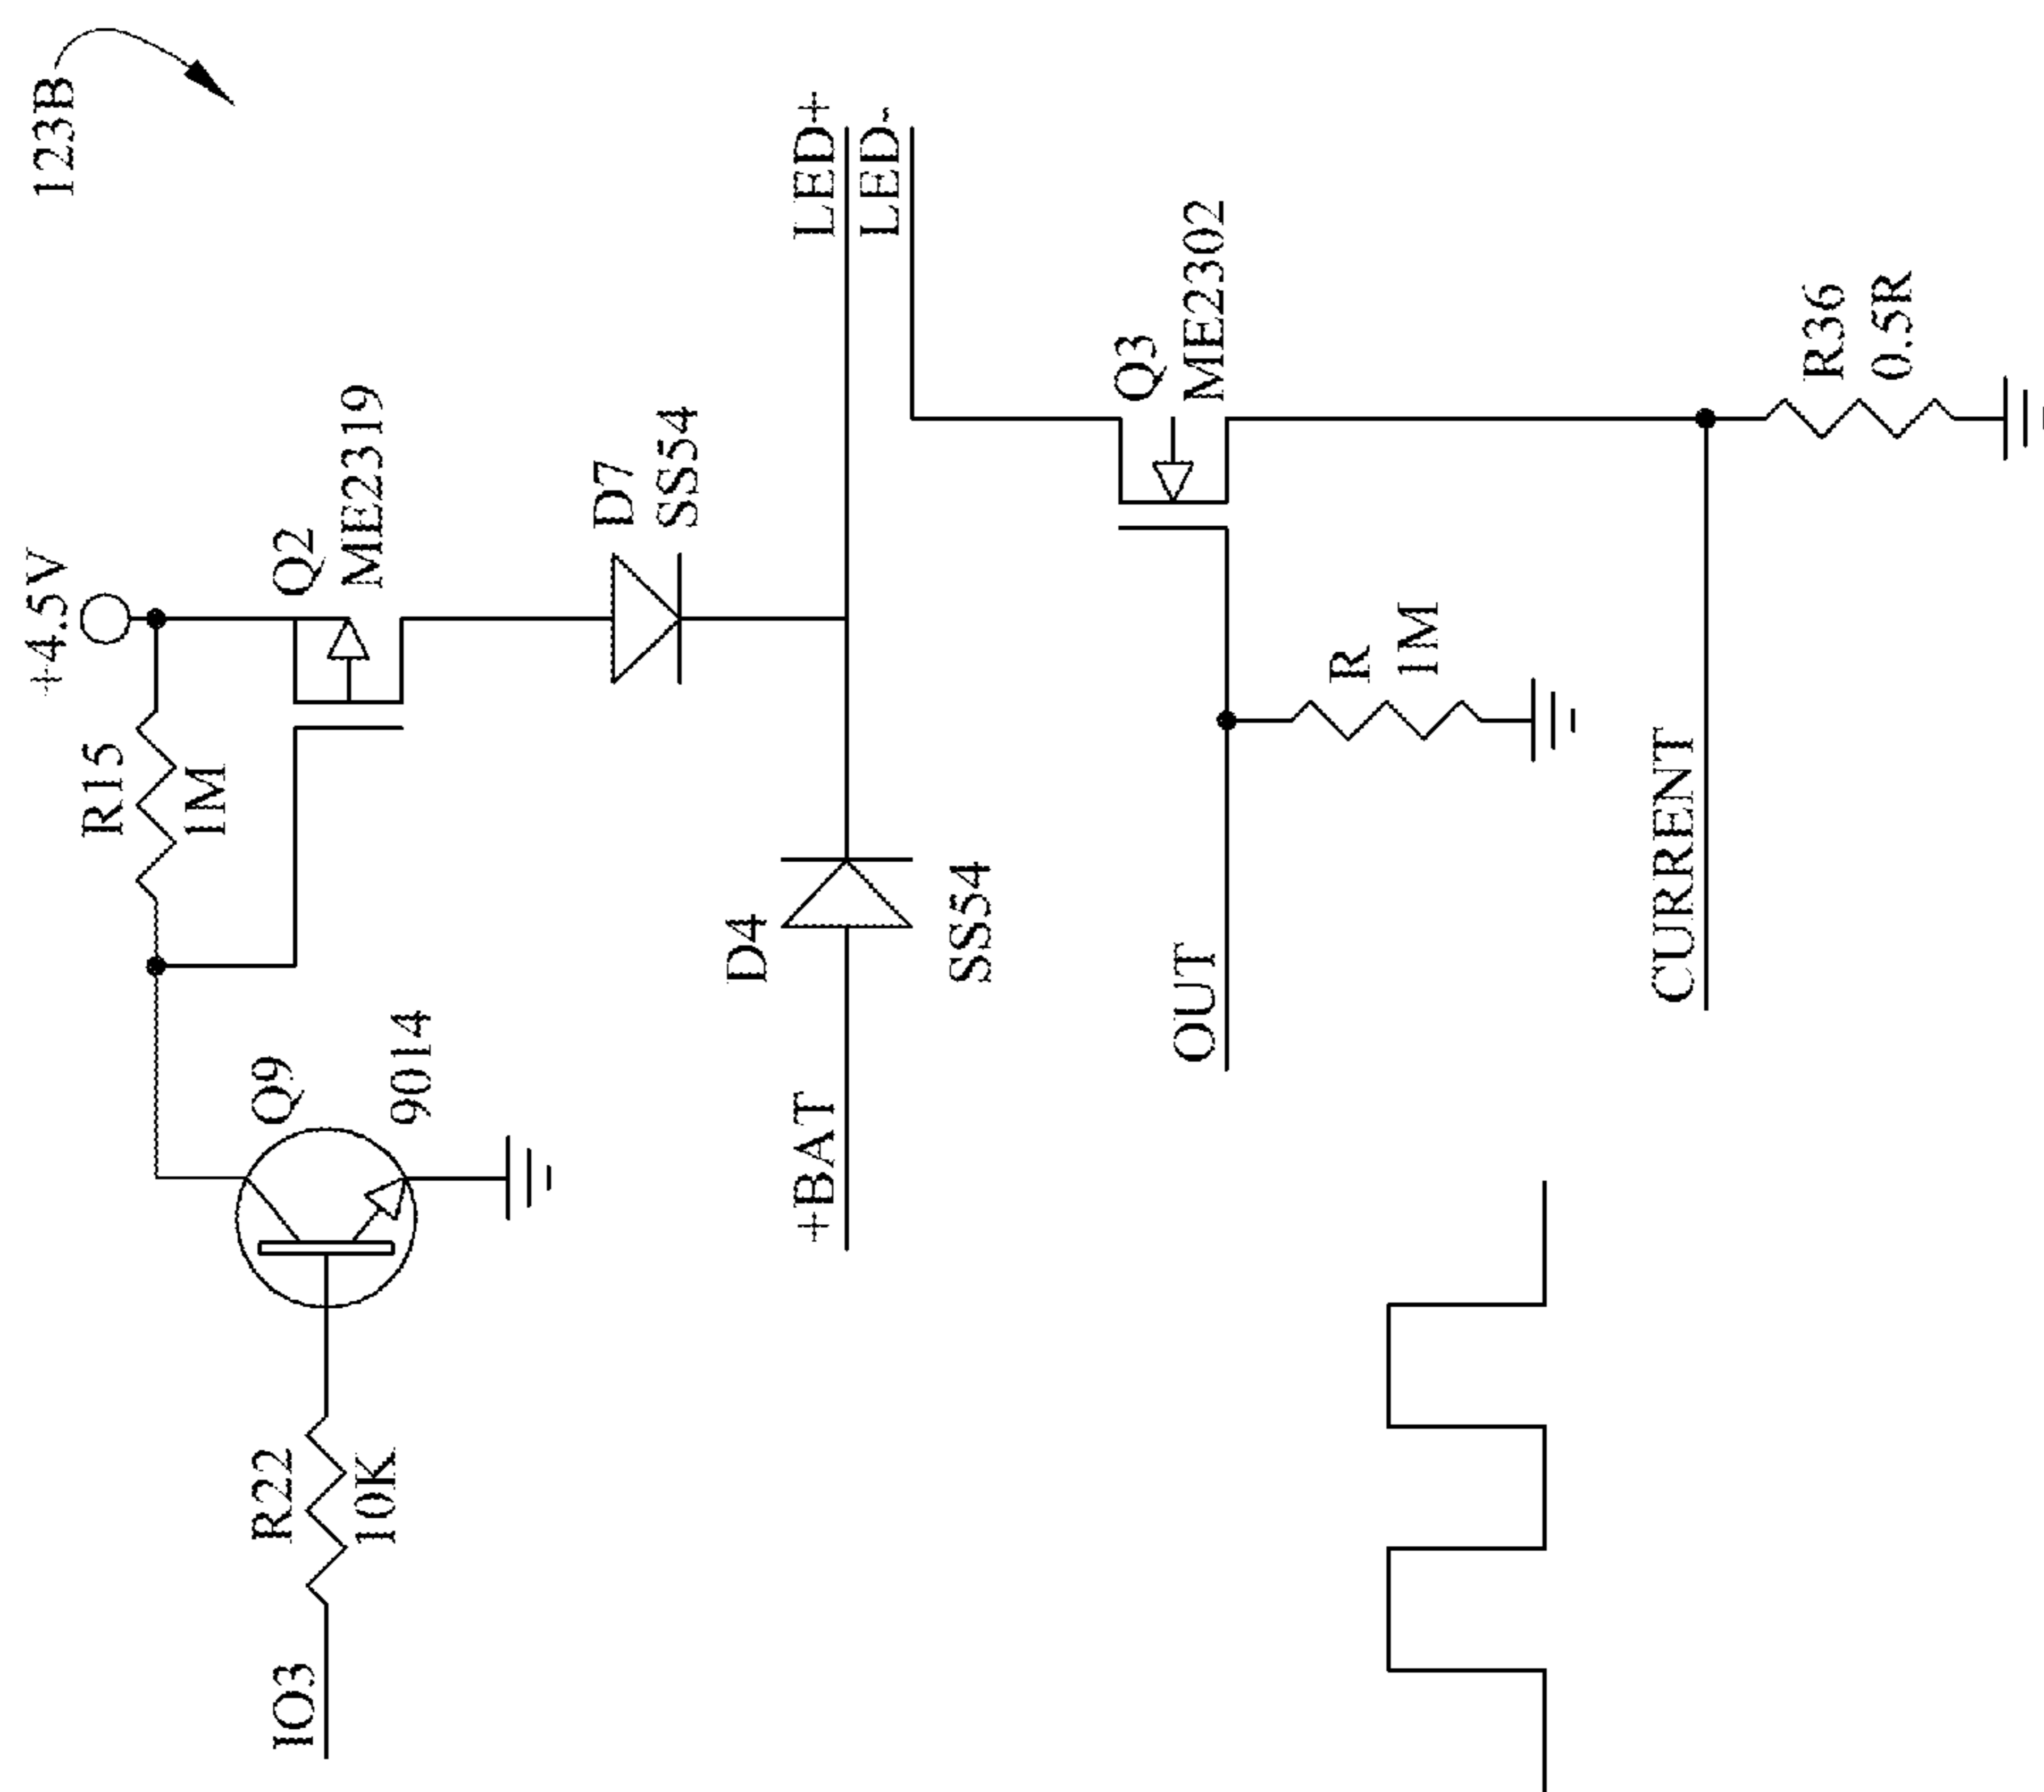 123B
+4.5V
R15
1M
Q2
ME2319
Q9
9014
R22
10K
IO3
D7
SS54
D4
SS54
+BAT
LED+
LED-
Q3
ME2302
OUT
R
1M
CURRENT
R36
0.5R